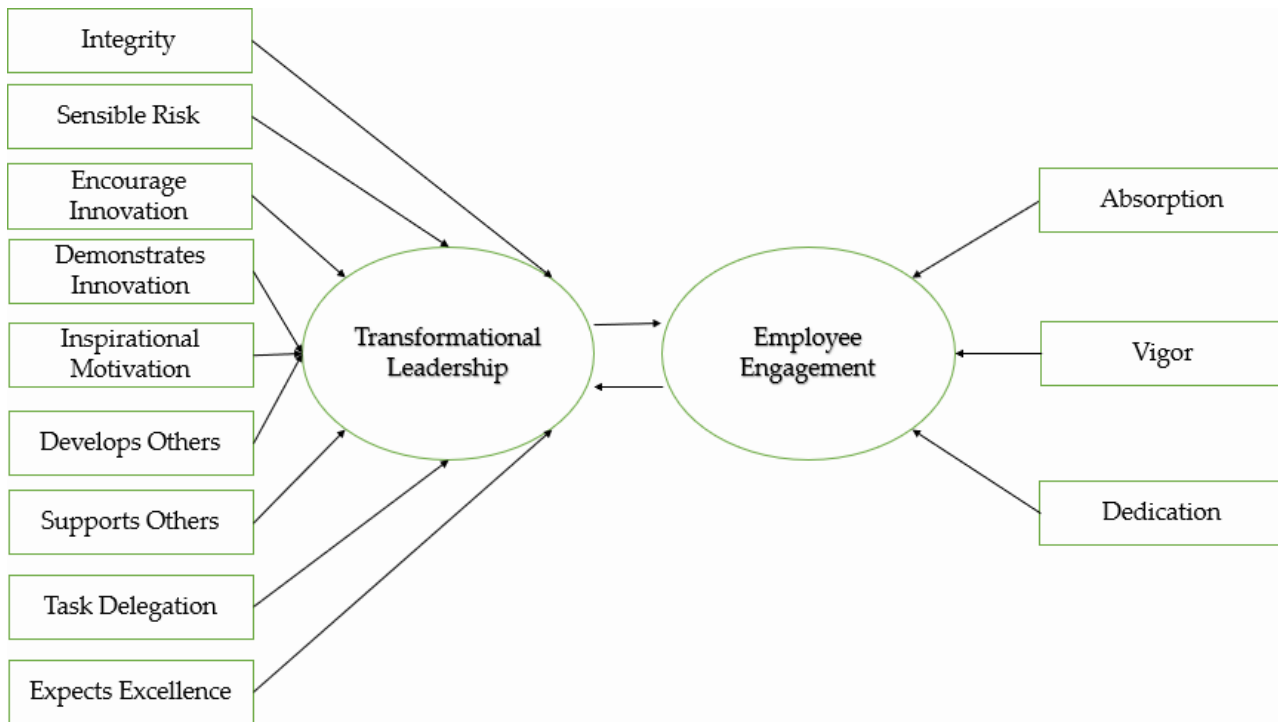 Integrity
Sensible Risk
Encourage
Innovation
Demonstrates
Innovation
Inspirational
Motivation
Develops Others
Supports Others
Task Delegation
Expects Excellence
Transformational
Leadership
Employee
Engagement
Absorption
Vigor
Dedication